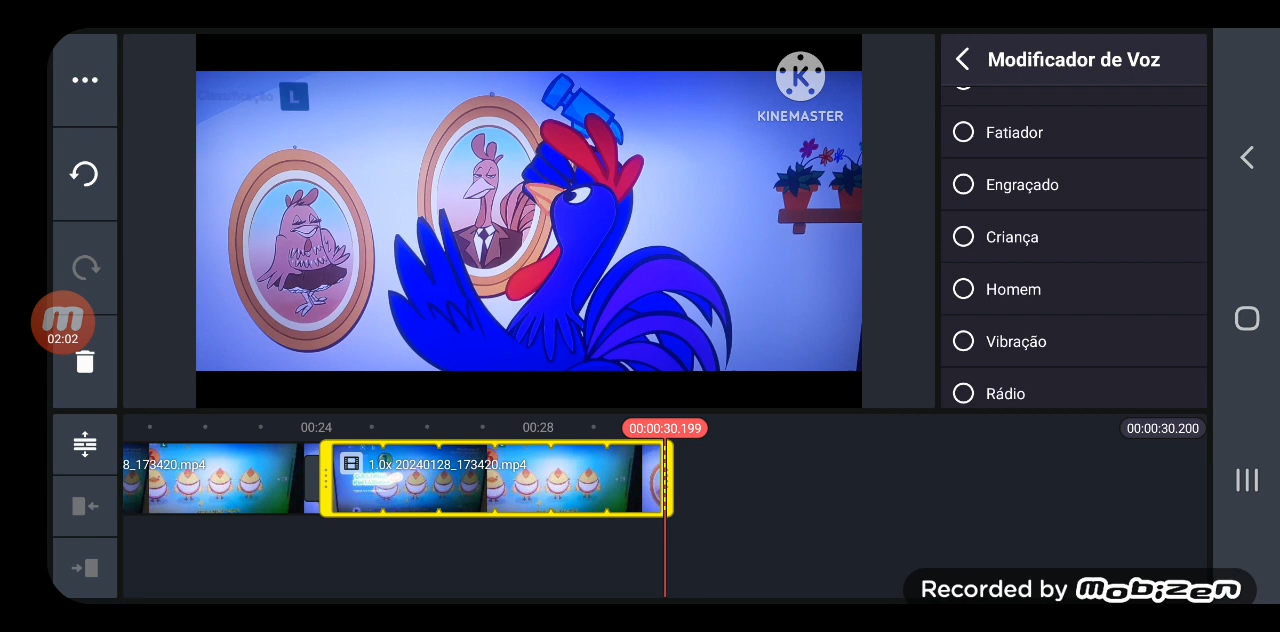 Modificador de Voz
Classificação L
K
KINEMASTER
Fatiador
Engraçado
Criança
Homem
Vibração
Rádio
m
02:02
00:24
00:28
00:00:30.199
00:00:30.200
8_173420.mp4
1.0x 20240128_173420.mp4
Recorded by Mobizen